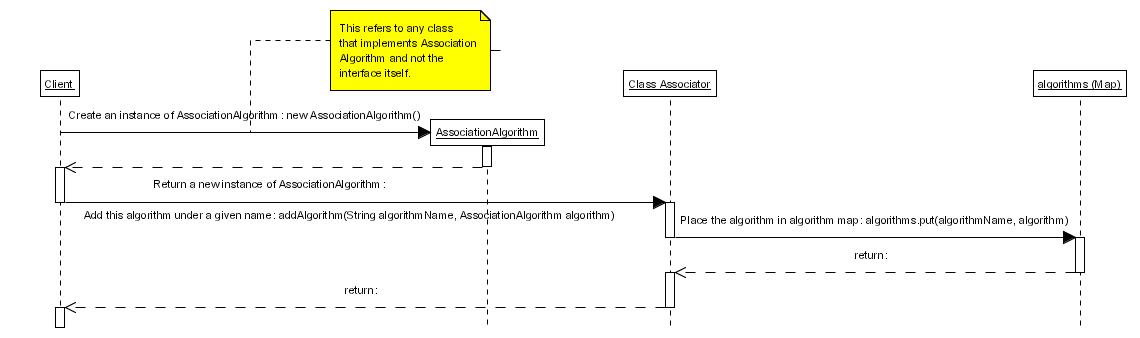 This refers to any class
that implements Association
Algorithm and not the
interface itself.
Client
Class Associator
algorithms (Map)
Create an instance of AssociationAlgorithm : new AssociationAlgorithm()
AssociationAlgorithm
Return a new instance of AssociationAlgorithm :
Add this algorithm under a given name : addAlgorithm(String algorithmName, AssociationAlgorithm algorithm)
Place the algorithm in algorithm map : algorithms.put(algorithmName, algorithm)
return :
return :